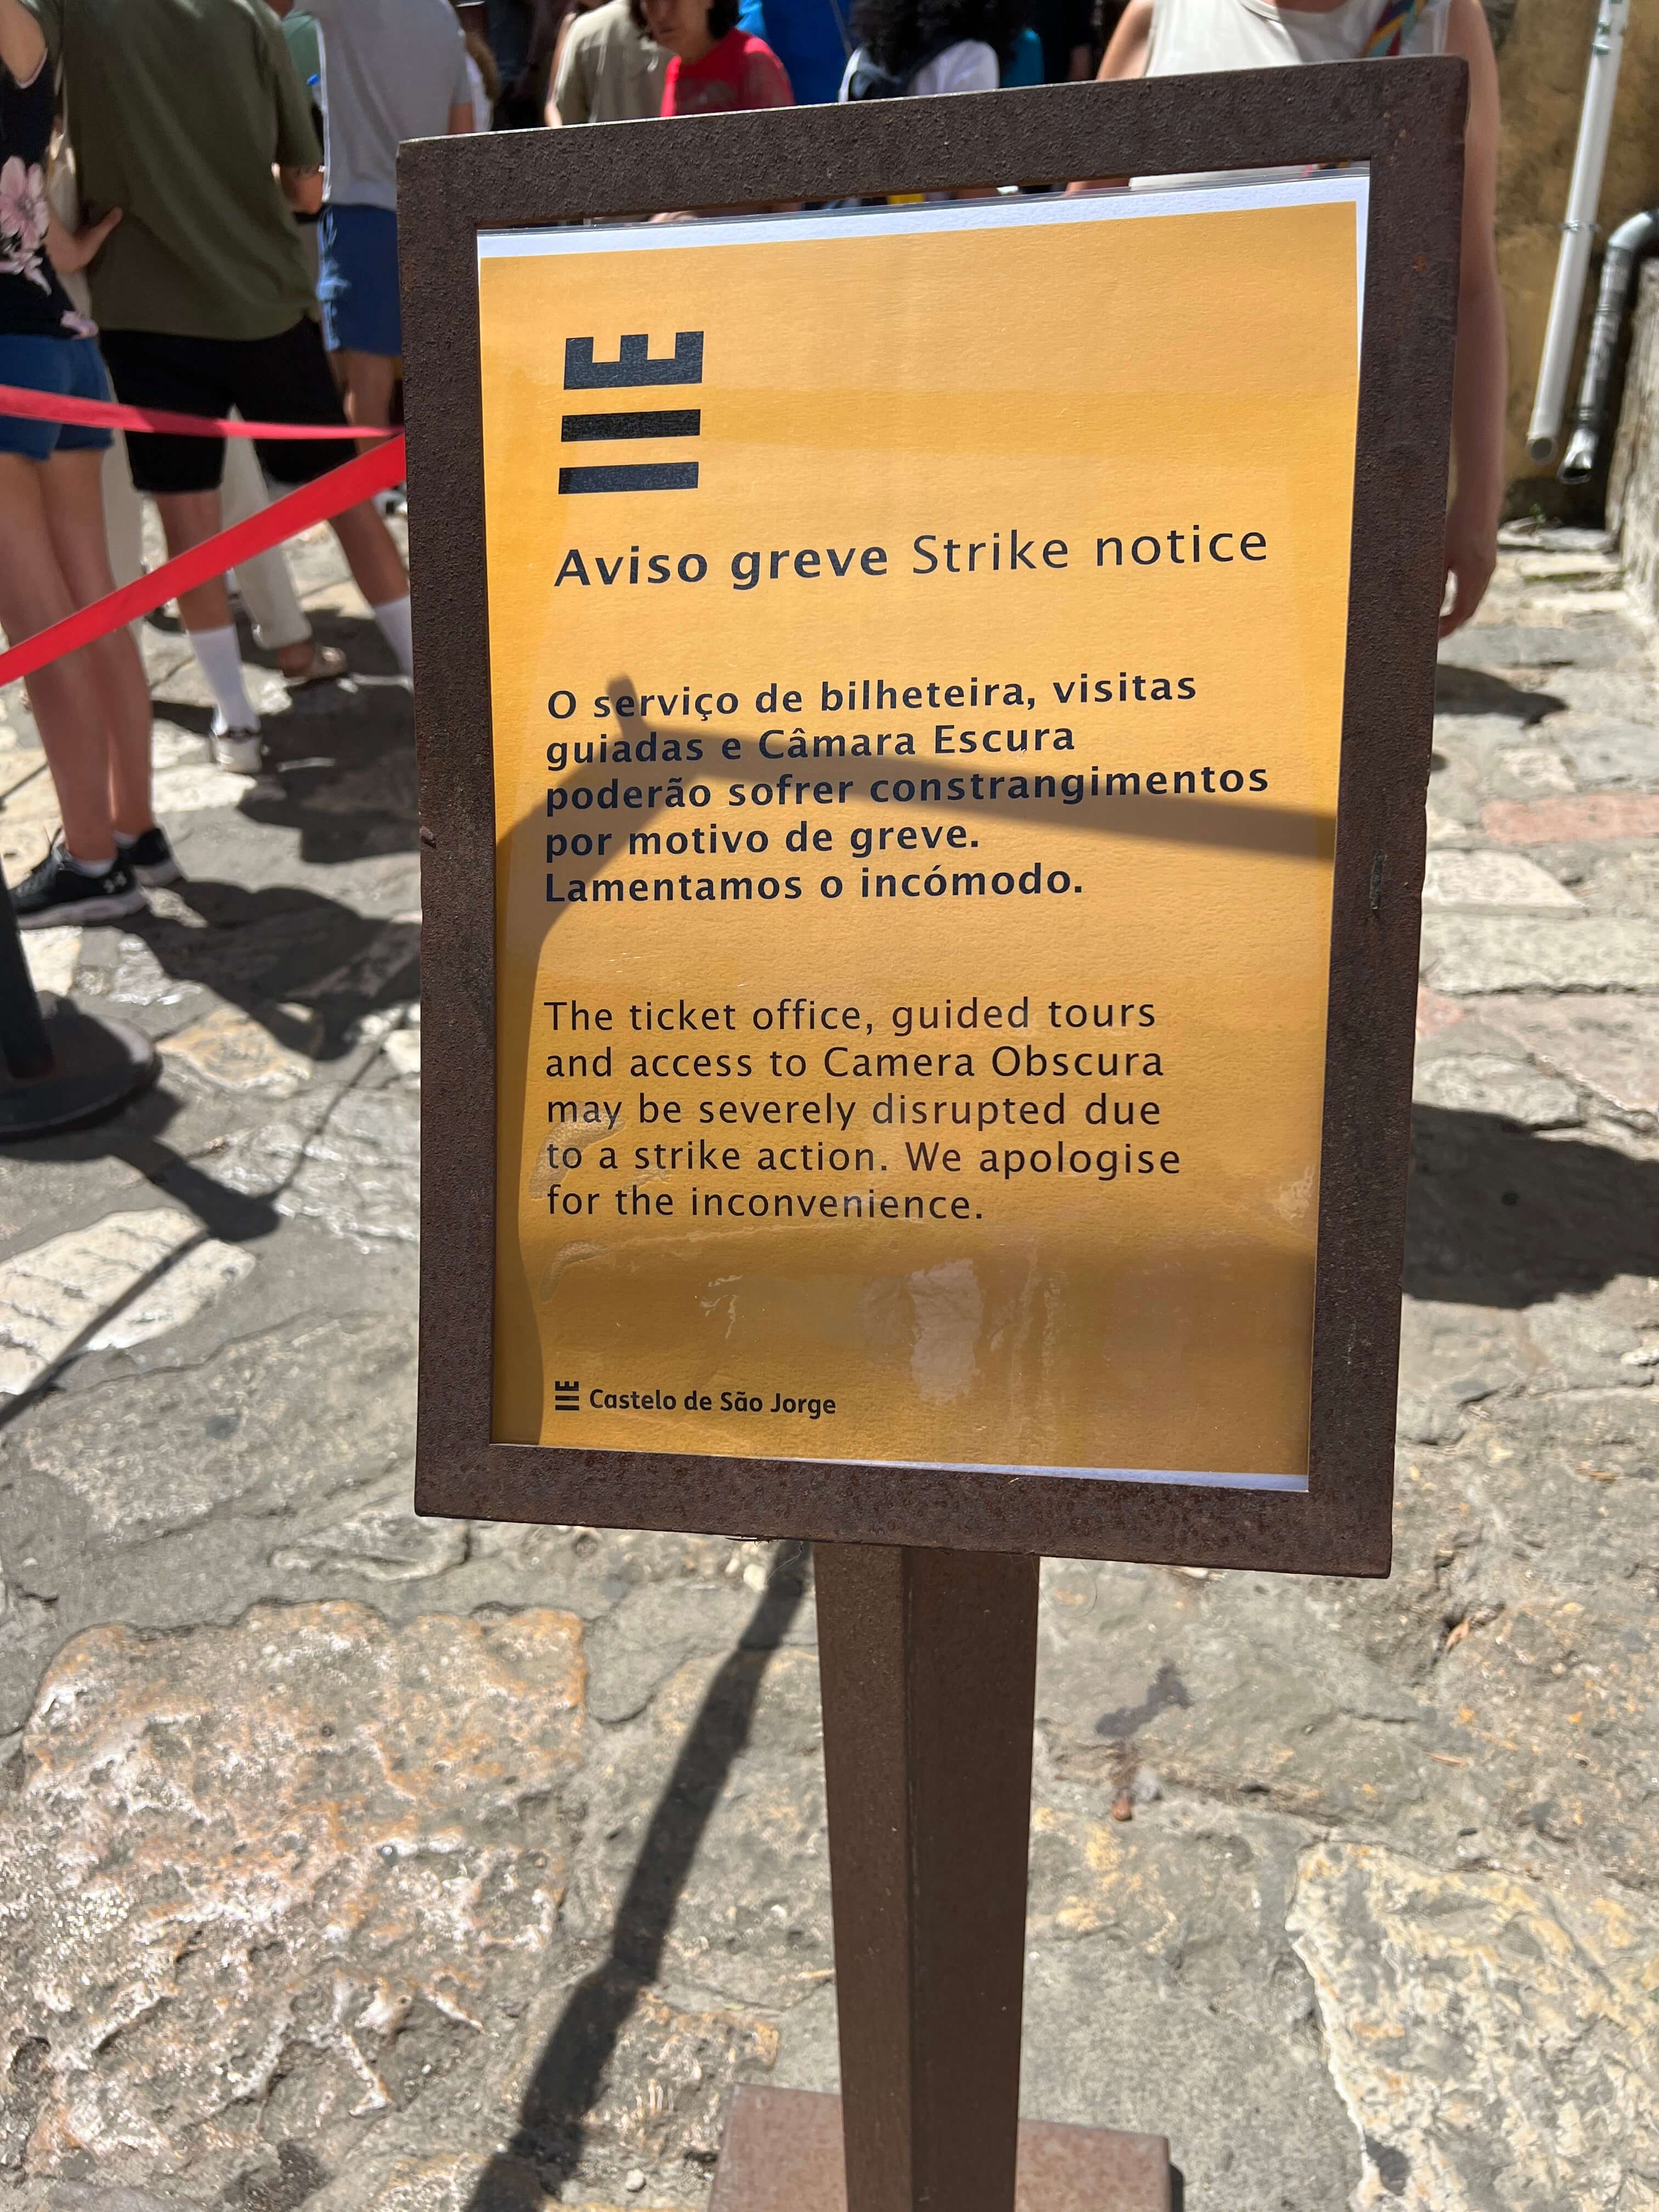 Aviso greve Strike notice
O serviço de bilheteira, visitas
guiadas e Câmara Escura
poderão sofrer constrangimentos
por motivo de greve.
Lamentamos o incómodo.
The ticket office, guided tours
and access to Camera Obscura
may be severely disrupted due
to a strike action. We apologise
for the inconvenience.
Castelo de São Jorge